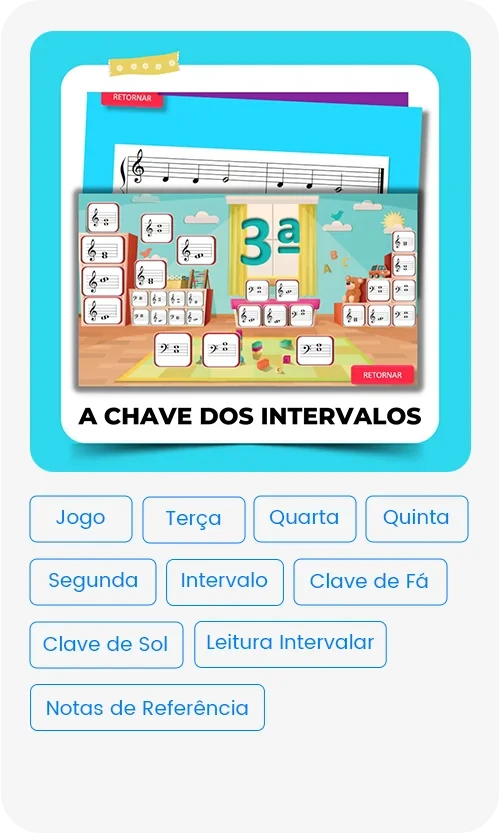 RETORNAR
3ª
A
B
RETORNAR
A CHAVE DOS INTERVALOS
Jogo
Terça
Quarta
Quinta
Segunda
Intervalo
Clave de Fá
Clave de Sol
Leitura Intervalar
Notas de Referência